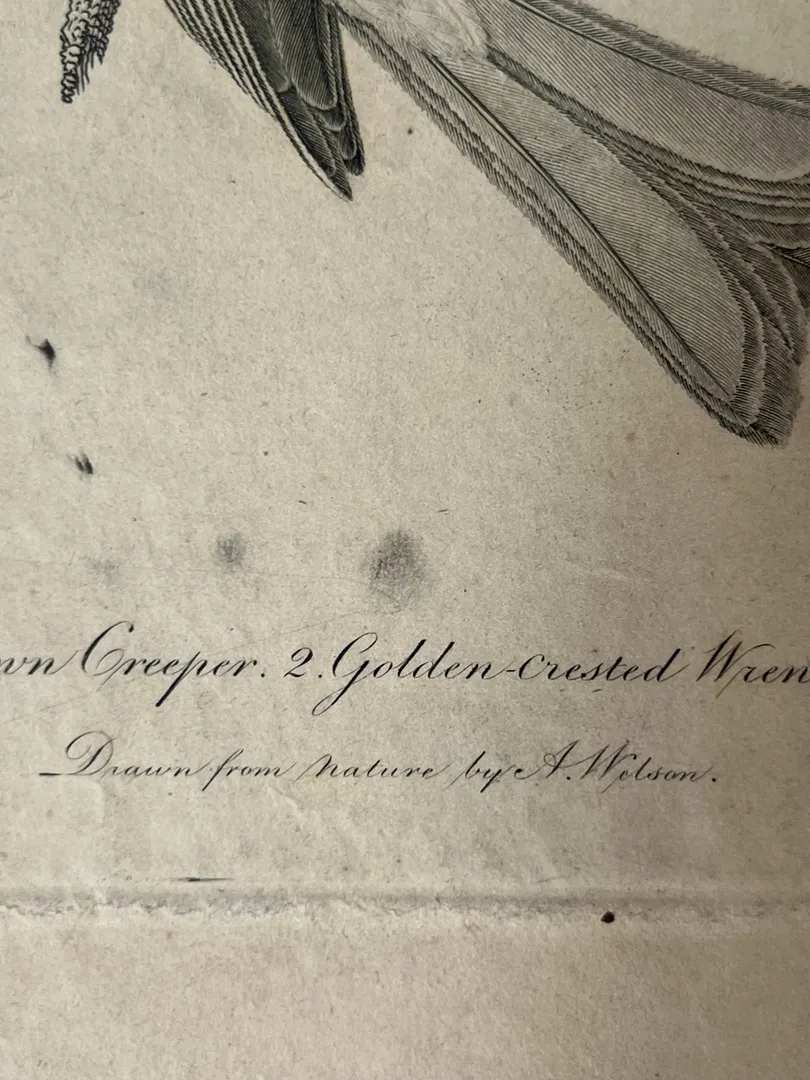 wn Creeper. 2. Golden-crested Wren
Drawn from nature by A. Wilson.